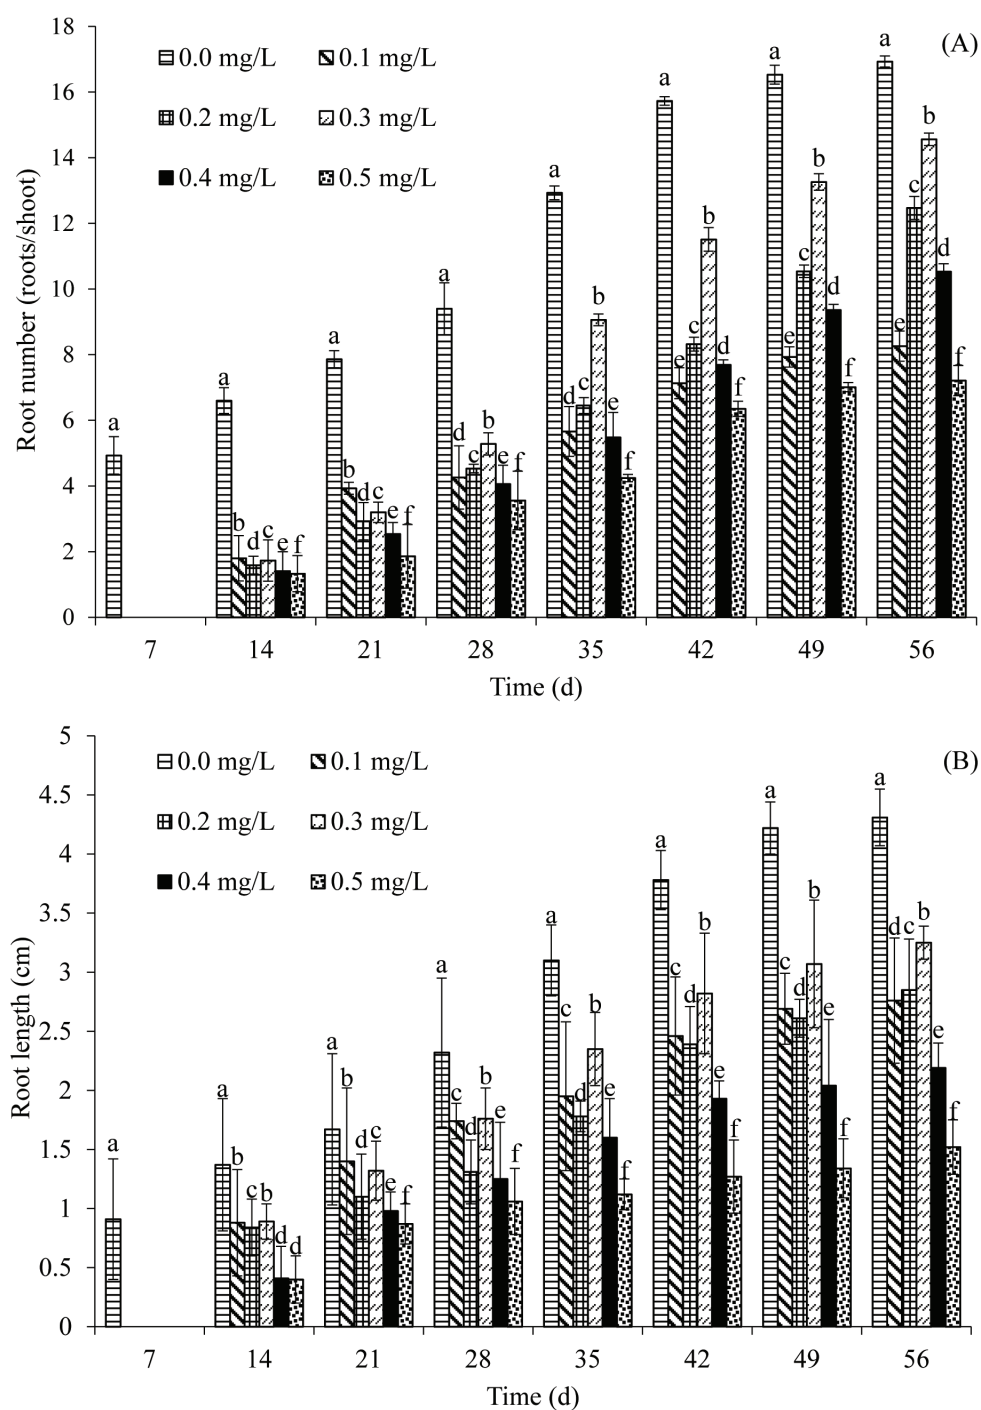 18
(A)
0.0 mg/L 0.1 mg/L
0.2 mg/L 0.3 mg/L
0.4 mg/L 0.5 mg/L
16
14
12
10
8
6
4
2
0
Root number (roots/shoot)
a
a b d c e f
a b d c e f
a d c b e f
a d c b e f
a e c b d f
a e c b d f
a e c b d f
7 14 21 28 35 42 49 56
Time (d)
5
(B)
0.0 mg/L 0.1 mg/L
0.2 mg/L 0.3 mg/L
0.4 mg/L 0.5 mg/L
4.5
4
3.5
3
2.5
2
1.5
1
0.5
0
Root length (cm)
a
a b c b d d
a b d c e f
a c d b e f
a c d b e f
a c d b e f
a c d b e f
a d c b e f
7 14 21 28 35 42 49 56
Time (d)